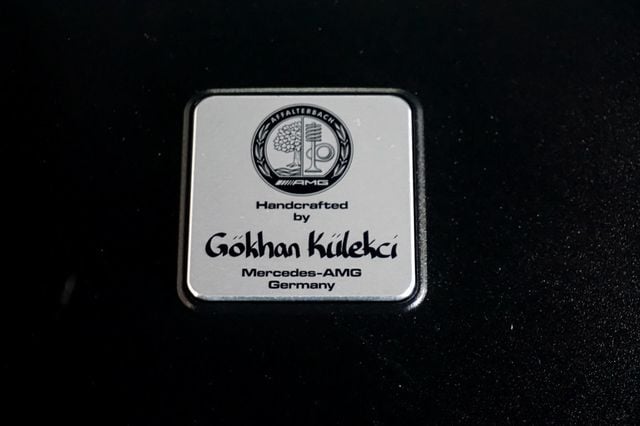 AFFALTERBACH
AMG
Handcrafted
by
Gökhan Külekci
Mercedes-AMG
Germany